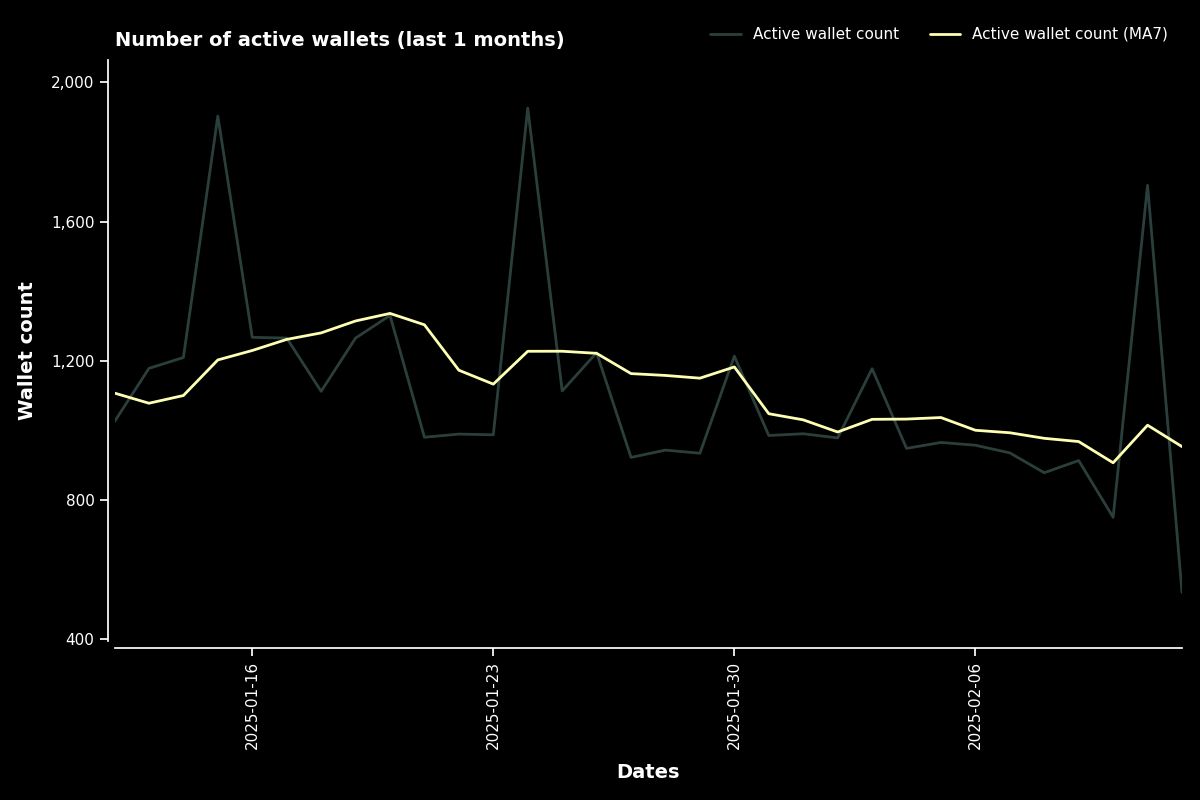 Number of active wallets (last 1 months)
Active wallet count
Active wallet count (MA7)
Wallet count
2,000
1,600
1,200
800
400
2025-01-16
2025-01-23
2025-01-30
2025-02-06
Dates